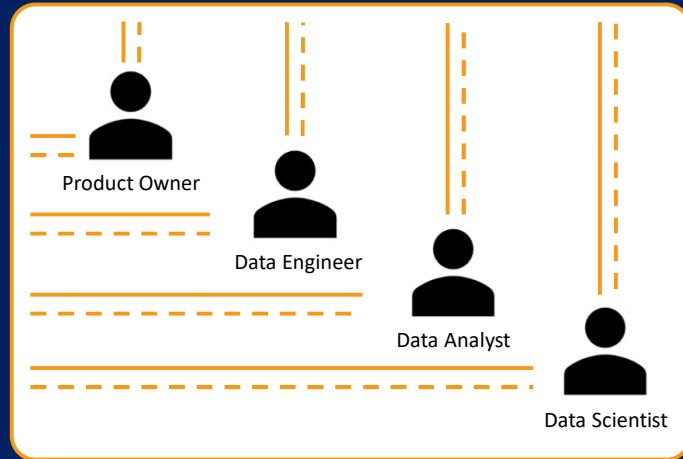 Product Owner
Data Engineer
Data Analyst
Data Scientist